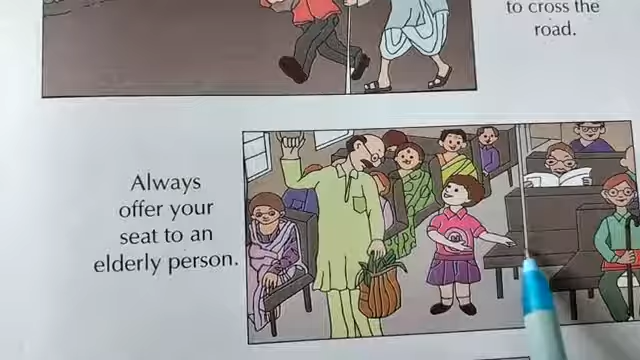 to cross the
road.
Always
offer your
seat to an
elderly person.